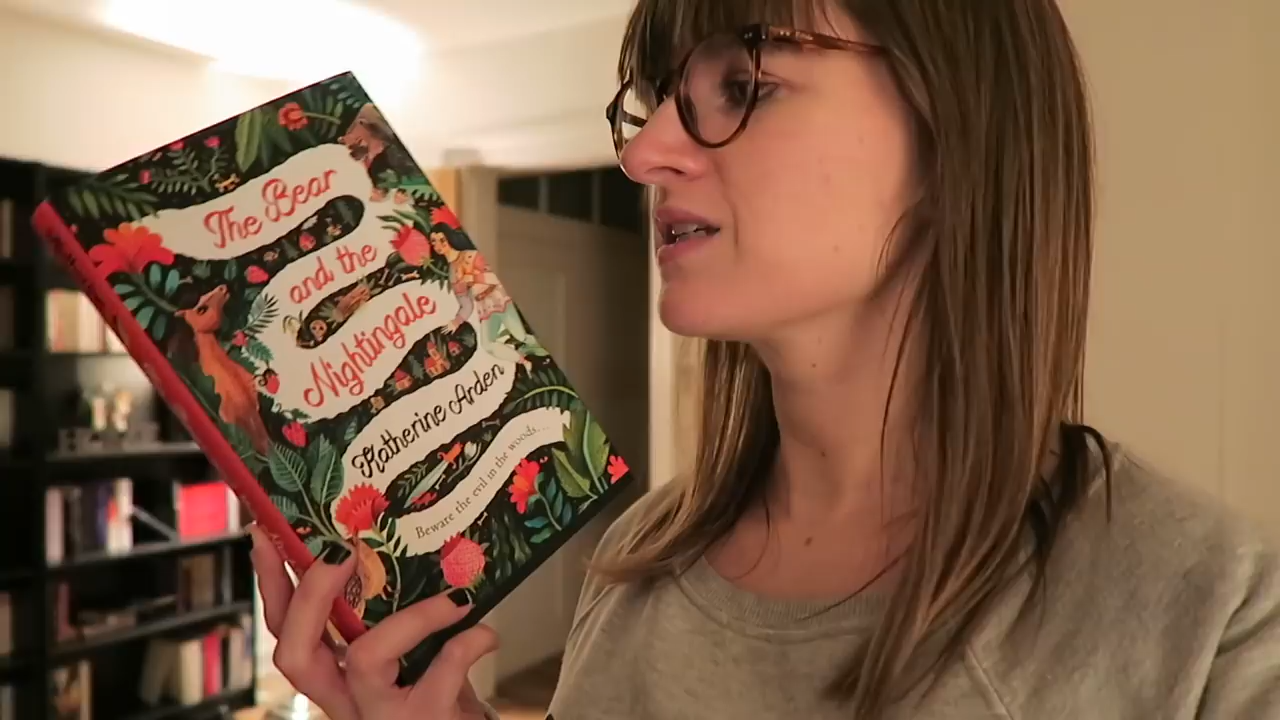 The Bear
and the
Nightingale
Katherine Arden
Beware the evil in the woods...